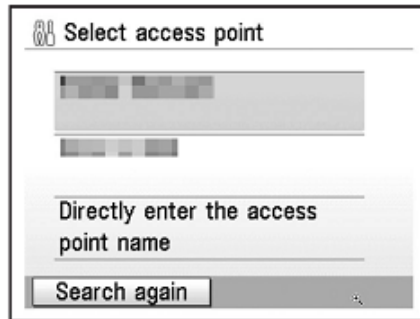 Select access point
Directly enter the access
point name
Search again